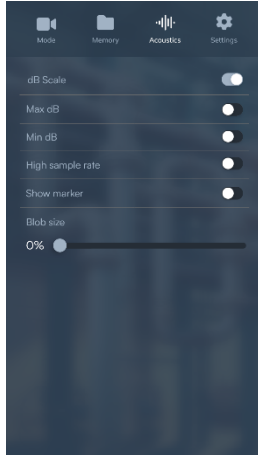 Mode
Memory
Acoustics
Settings
dB Scale
Max dB
Min dB
High sample rate
Show marker
Blob size
0%